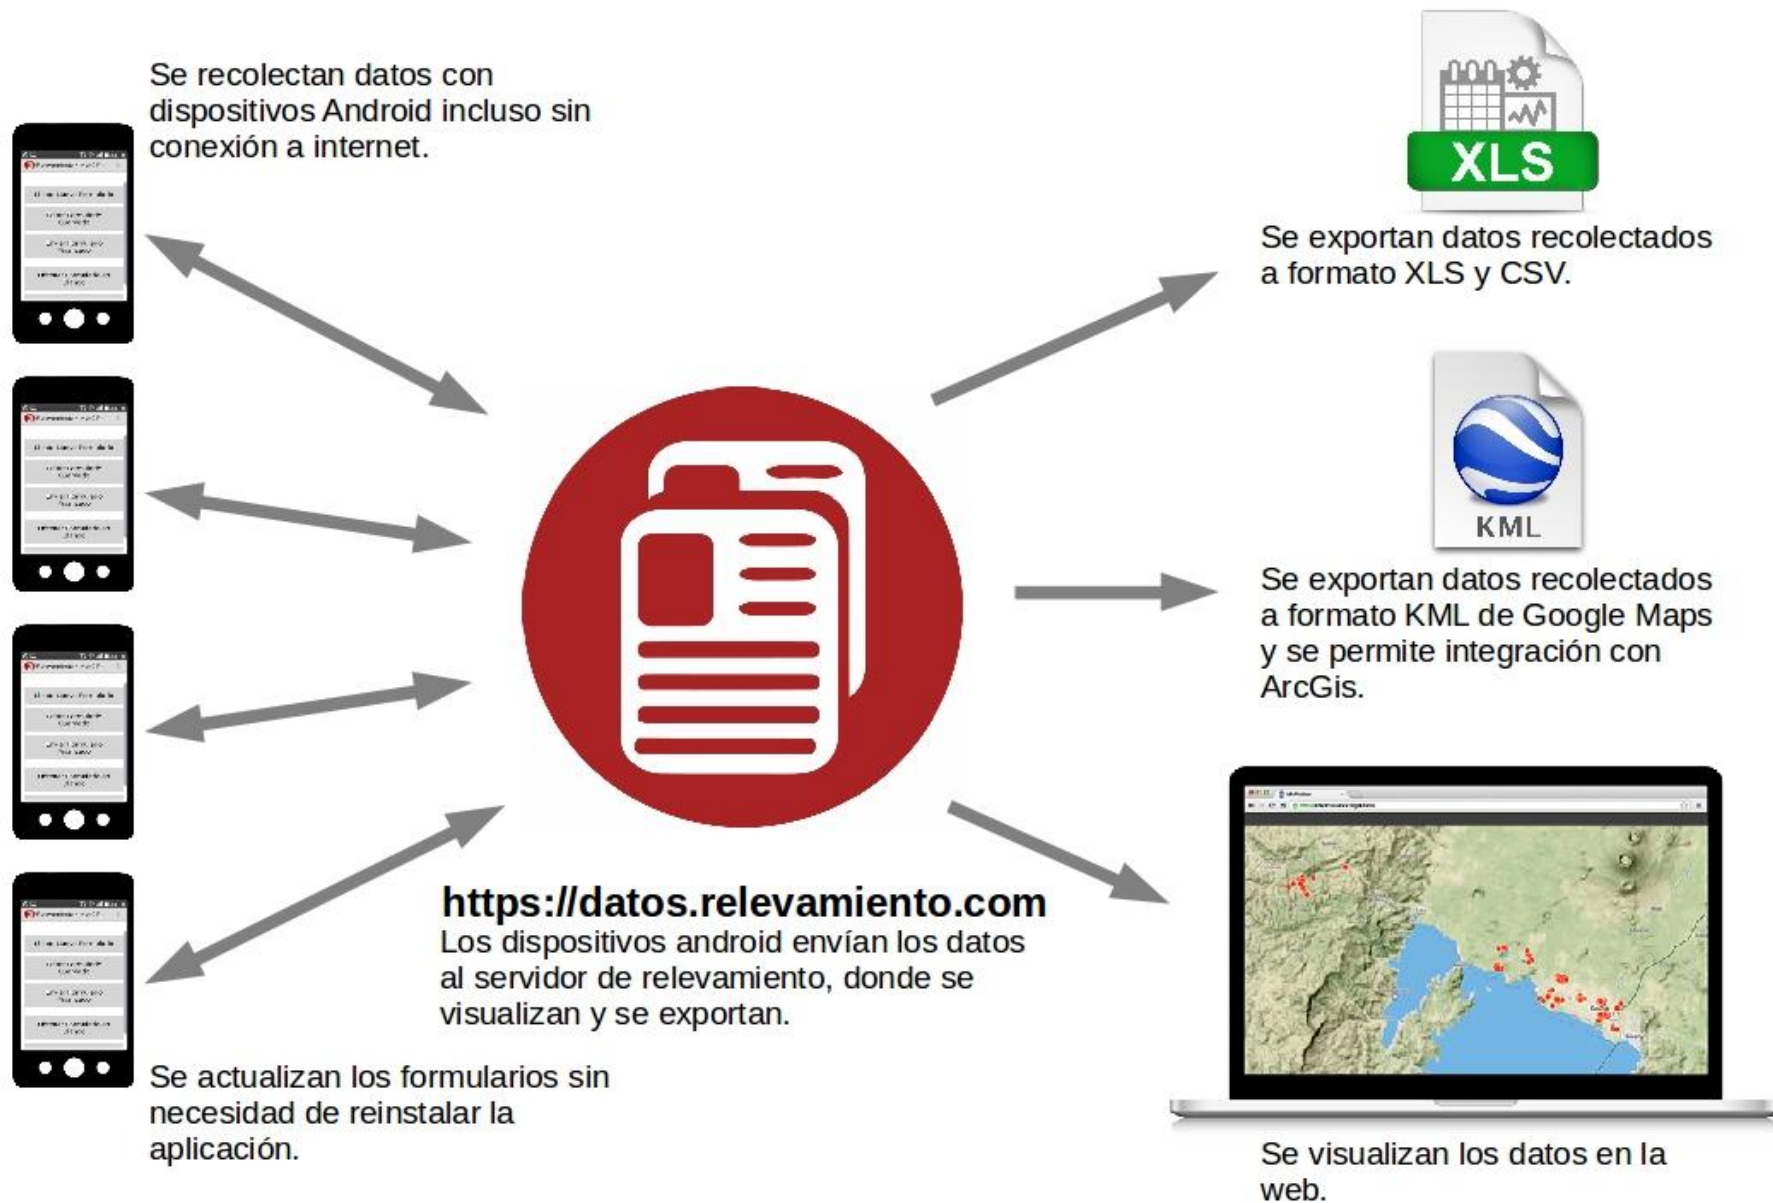 Se recolectan datos con
dispositivos Android incluso sin
conexión a internet.
XLS
Se exportan datos recolectados
a formato XLS y CSV.
KML
Se exportan datos recolectados
a formato KML de Google Maps
y se permite integración con
ArcGis.
https://datos.relevamiento.com
Los dispositivos android envían los datos
al servidor de relevamiento, donde se
visualizan y se exportan.
Se actualizan los formularios sin
necesidad de reinstalar la
aplicación.
Se visualizan los datos en la
web.